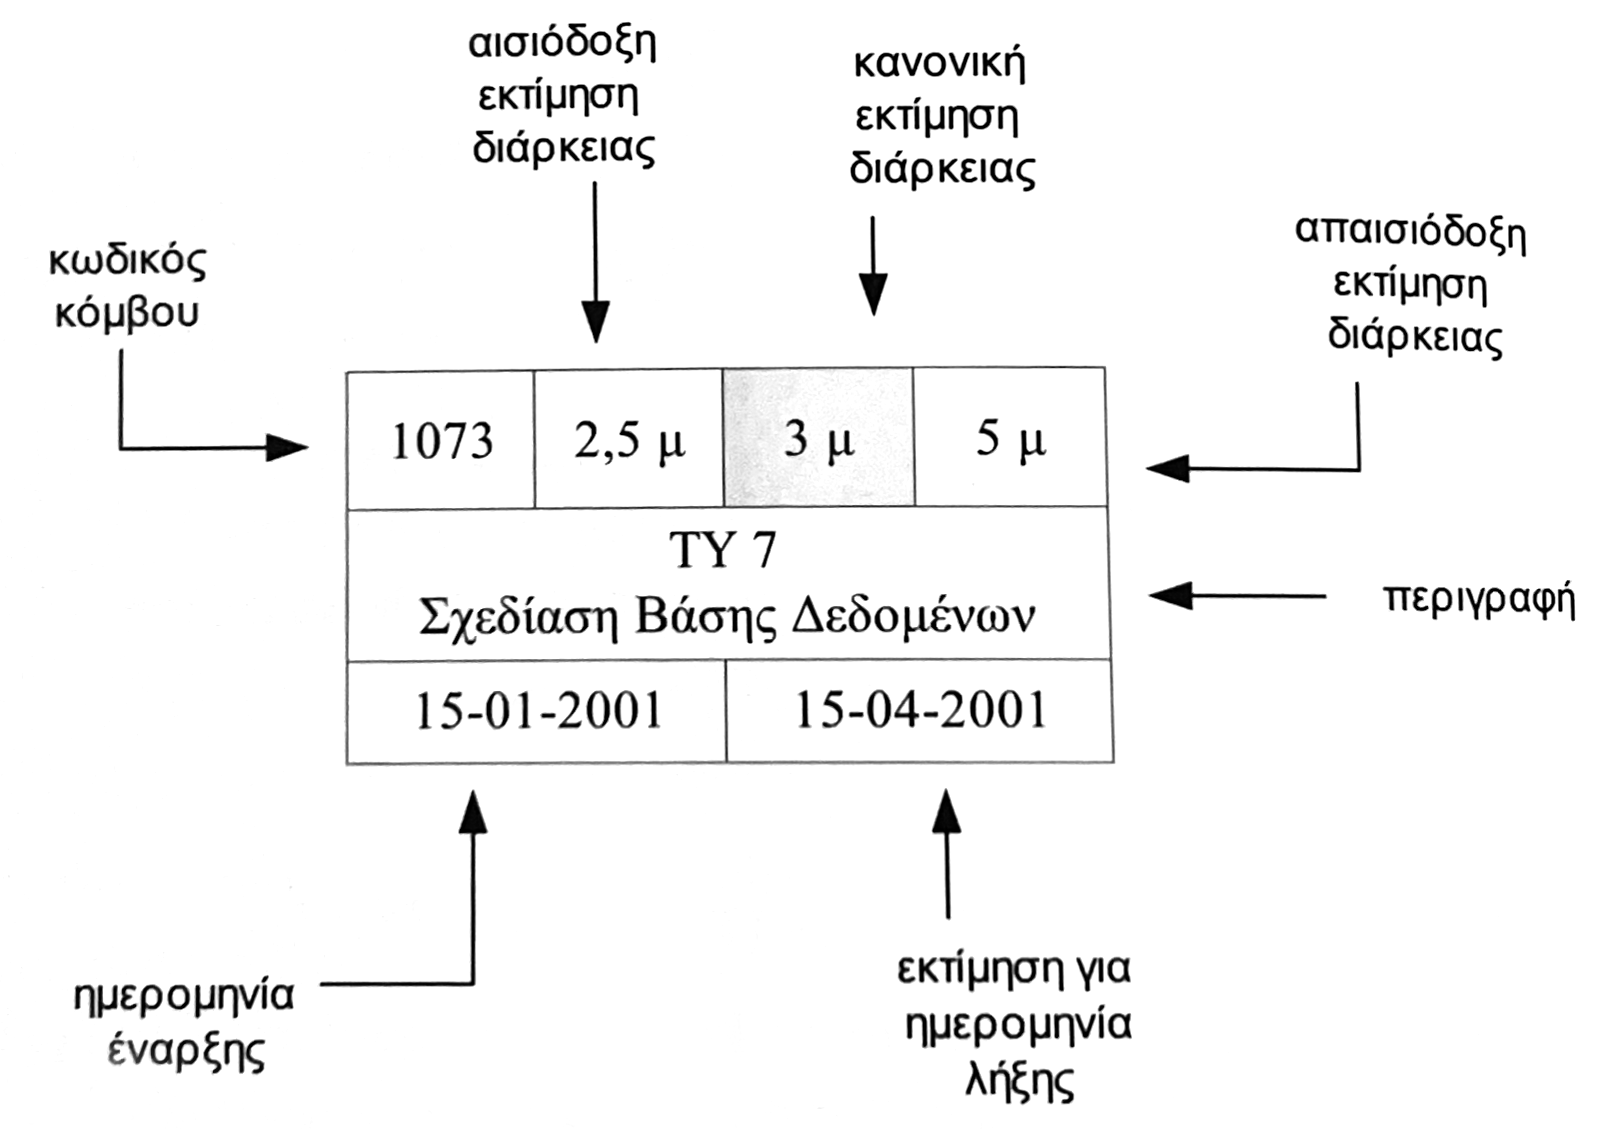 αισιόδοξη
εκτίμηση
διάρκειας
κανονική
εκτίμηση
διάρκειας
απαισιόδοξη
εκτίμηση
διάρκειας
κωδικός
κόμβου
1073
2,5 μ
3 μ
5 μ
ΤΥ 7
Σχεδίαση Βάσης Δεδομένων
περιγραφή
15-01-2001
15-04-2001
ημερομηνία
έναρξης
εκτίμηση για
ημερομηνία
λήξης